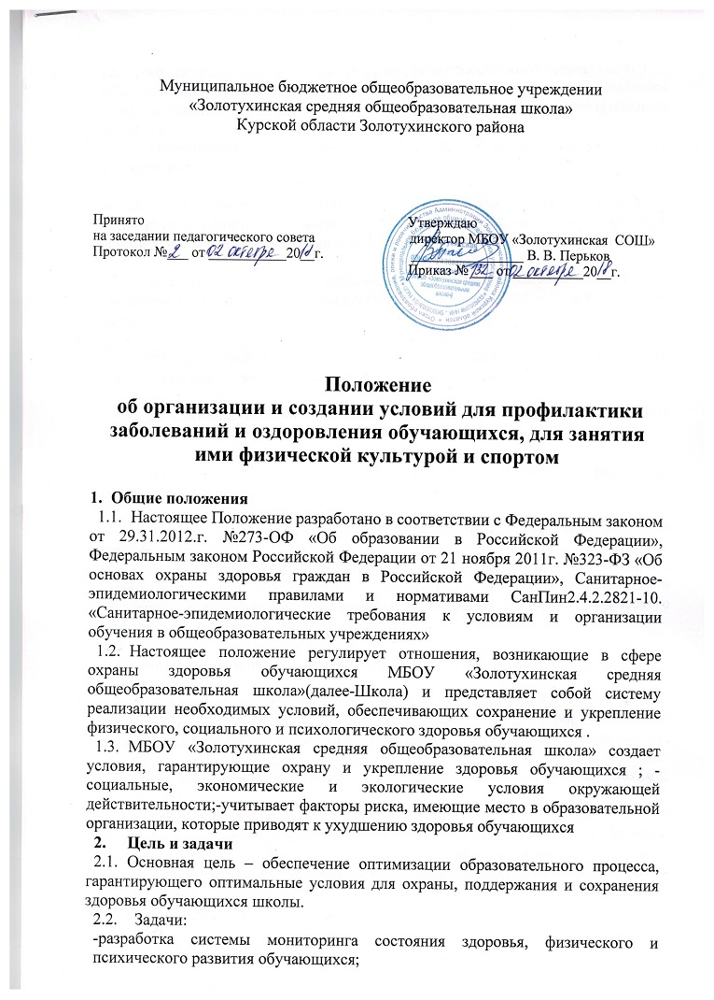 Муниципальное бюджетное общеобразовательное учреждении
«Золотухинская средняя общеобразовательная школа»
Курской области Золотухинского района
Принято
на заседании педагогического совета
Протокол № 2 от 02 октября 2018 г.
Утверждаю
директор МБОУ «Золотухинская СОШ»
В. В. Перьков
Приказ № 132 от 02 октября 2018 г.
Положение
об организации и создании условий для профилактики
заболеваний и оздоровления обучающихся, для занятия
ими физической культурой и спортом
1. Общие положения
1.1. Настоящее Положение разработано в соответствии с Федеральным законом
от 29.31.2012.г. №273-ОФ «Об образовании в Российской Федерации»,
Федеральным законом Российской Федерации от 21 ноября 2011г. №323-ФЗ «Об
основах охраны здоровья граждан в Российской Федерации», Санитарное-
эпидемиологическими правилами и нормативами СанПин2.4.2.2821-10.
«Санитарное-эпидемиологические требования к условиям и организации
обучения в общеобразовательных учреждениях»
1.2. Настоящее положение регулирует отношения, возникающие в сфере
охраны здоровья обучающихся МБОУ «Золотухинская средняя
общеобразовательная школа»(далее-Школа) и представляет собой систему
реализации необходимых условий, обеспечивающих сохранение и укрепление
физического, социального и психологического здоровья обучающихся .
1.3. МБОУ «Золотухинская средняя общеобразовательная школа» создает
условия, гарантирующие охрану и укрепление здоровья обучающихся ; -
социальные, экономические и экологические условия окружающей
действительности;-учитывает факторы риска, имеющие место в образовательной
организации, которые приводят к ухудшению здоровья обучающихся
2. Цель и задачи
2.1. Основная цель – обеспечение оптимизации образовательного процесса,
гарантирующего оптимальные условия для охраны, поддержания и сохранения
здоровья обучающихся школы.
2.2. Задачи:
-разработка системы мониторинга состояния здоровья, физического и
психического развития обучающихся;